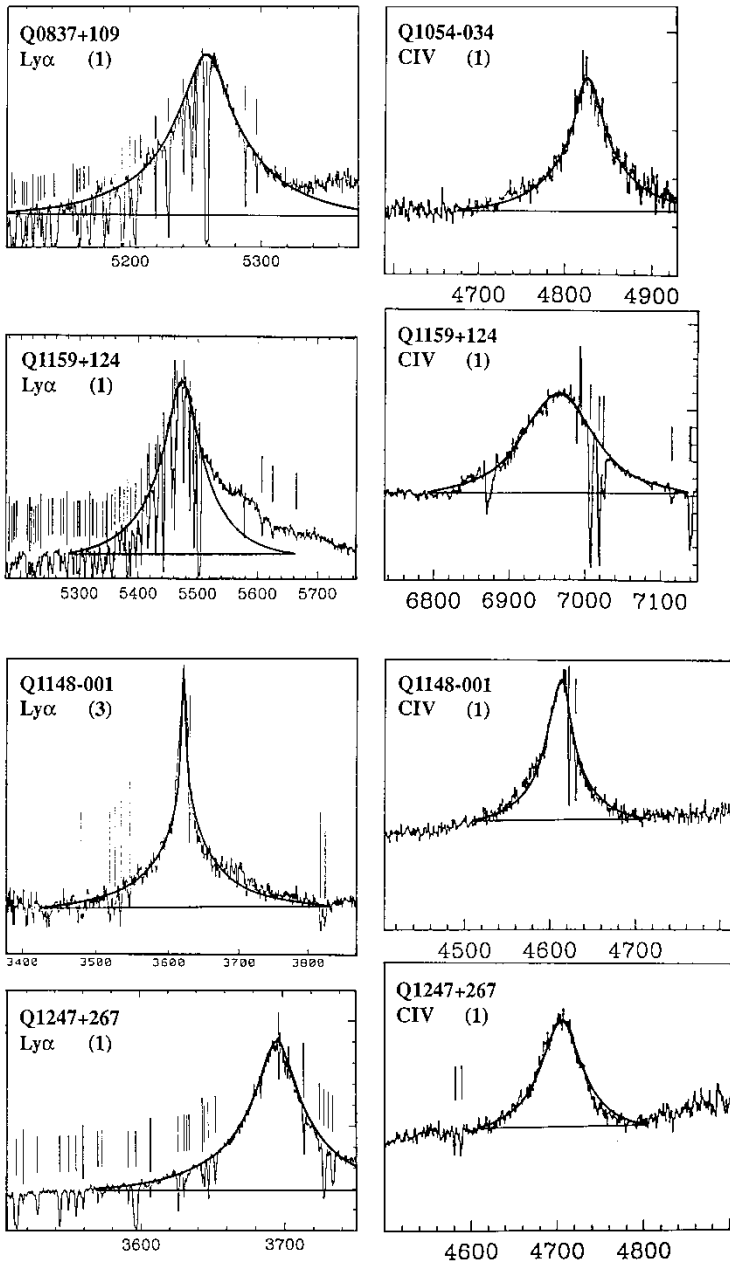 Q0837+109
Lyα (1)
5200 5300
Q1054-034
CIV (1)
4700 4800 4900
Q1159+124
Lyα (1)
5300 5400 5500 5600 5700
Q1159+124
CIV (1)
6800 6900 7000 7100
Q1148-001
Lyα (3)
3400 3500 3600 3700 3800
Q1148-001
CIV (1)
4500 4600 4700
Q1247+267
Lyα (1)
3600 3700
Q1247+267
CIV (1)
4600 4700 4800